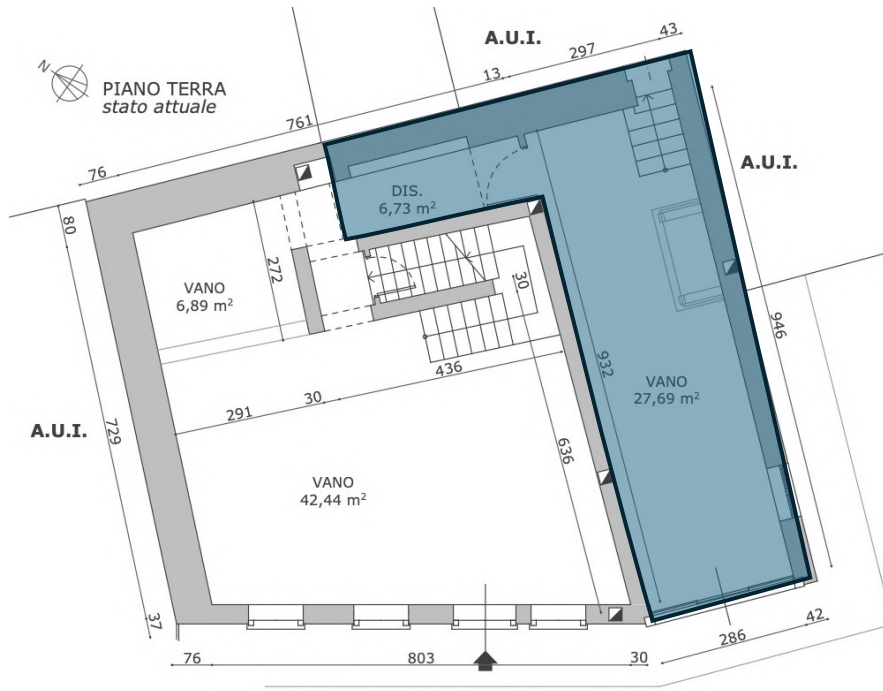 A.U.I.
43
297
13
N
PIANO TERRA
stato attuale
761
76
A.U.I.
DIS.
6,73 m²
80
272
VANO
6,89 m²
30
946
932
VANO
27,69 m²
436
30
291
A.U.I.
729
636
VANO
42,44 m²
37
42
286
76
803
30